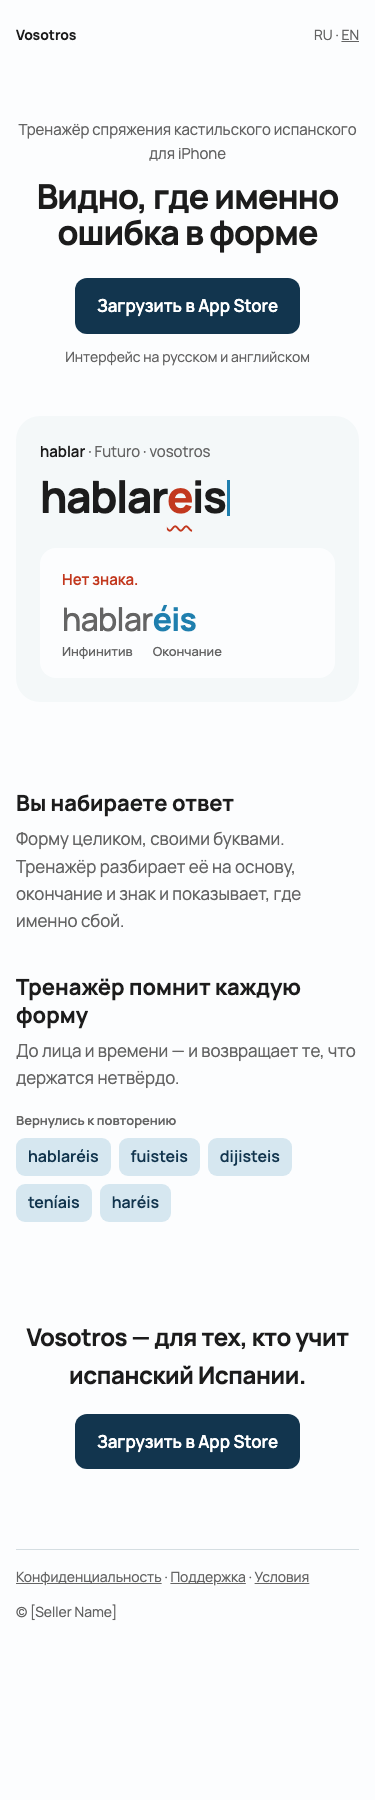 Vosotros
RU · EN
Тренажёр спряжения кастильского испанского
для iPhone
Видно, где именно
ошибка в форме
Загрузить в App Store
Интерфейс на русском и английском
hablar · Futuro · vosotros
hablareis
Нет знака.
hablaréis
Инфинитив Окончание
Вы набираете ответ
Форму целиком, своими буквами.
Тренажёр разбирает её на основу,
окончание и знак и показывает, где
именно сбой.
Тренажёр помнит каждую
форму
До лица и времени — и возвращает те, что
держатся нетвёрдо.
Вернулись к повторению
hablaréis fuisteis dijisteis
teníais haréis
Vosotros — для тех, кто учит
испанский Испании.
Загрузить в App Store
Конфиденциальность · Поддержка · Условия
© [Seller Name]